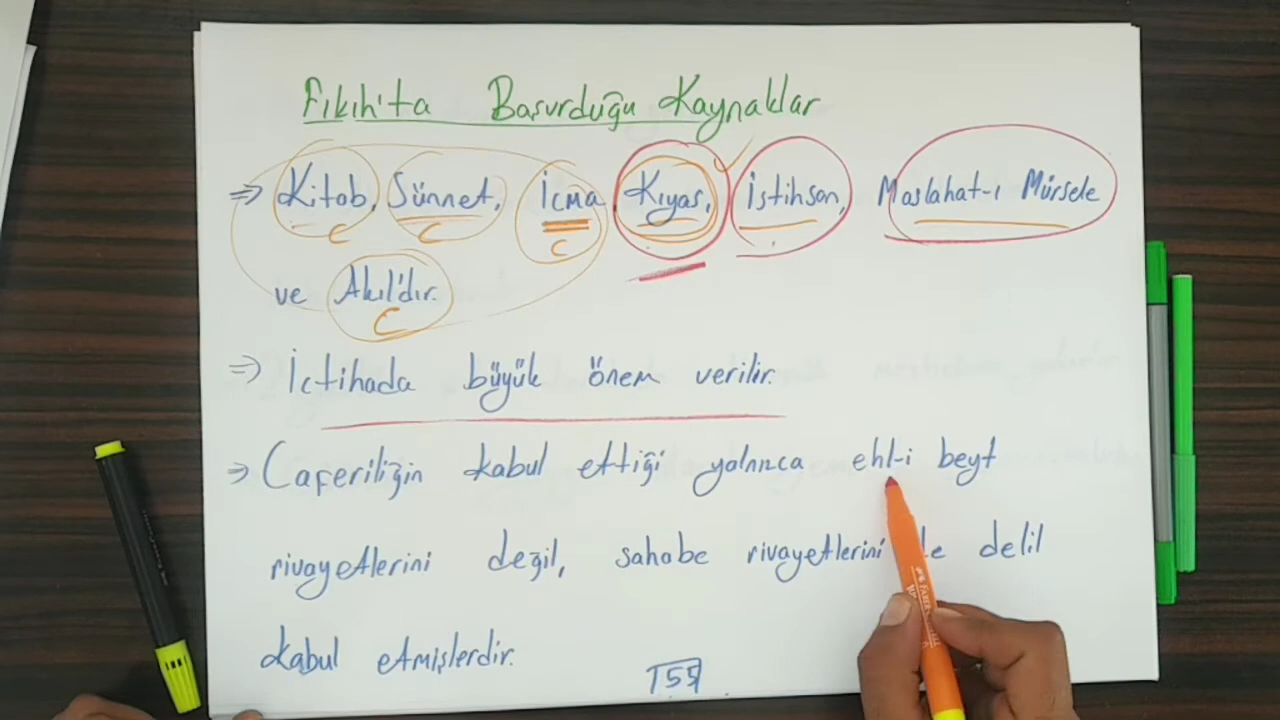 Fıkıh'ta Başvurduğu Kaynaklar
⇒ Kitab, Sünnet, İcma, Kıyas, İstihsan, Maslahat-ı Mürsele
C C C
ve Akıl'dır.
C
⇒ İctihada büyük önem verilir.
⇒ Caferiliğin kabul ettiği yalnızca ehl-i beyt
rivayetlerini değil, sahabe rivayetlerini de delil
kabul etmişlerdir.
155